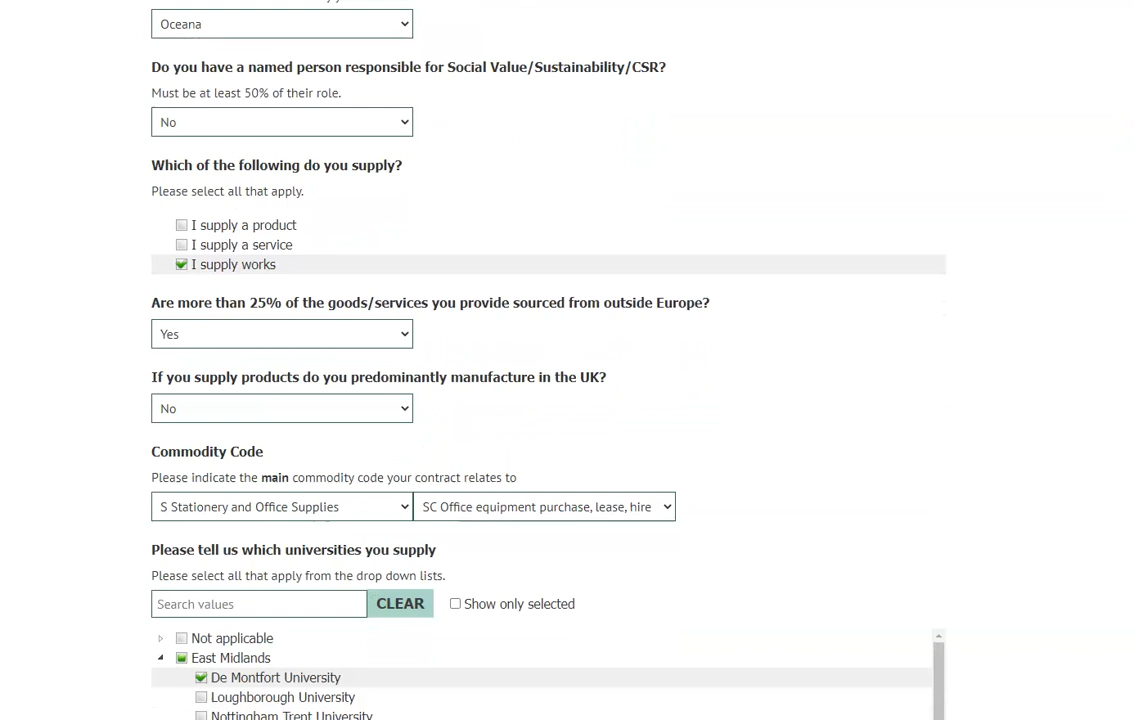 Oceana
Do you have a named person responsible for Social Value/Sustainability/CSR?
Must be at least 50% of their role.
No
Which of the following do you supply?
Please select all that apply.
I supply a product
I supply a service
I supply works
Are more than 25% of the goods/services you provide sourced from outside Europe?
Yes
If you supply products do you predominantly manufacture in the UK?
No
Commodity Code
Please indicate the main commodity code your contract relates to
S Stationery and Office Supplies SC Office equipment purchase, lease, hire
Please tell us which universities you supply
Please select all that apply from the drop down lists.
Search values CLEAR Show only selected
Not applicable
East Midlands
De Montfort University
Loughborough University
Nottingham Trent University